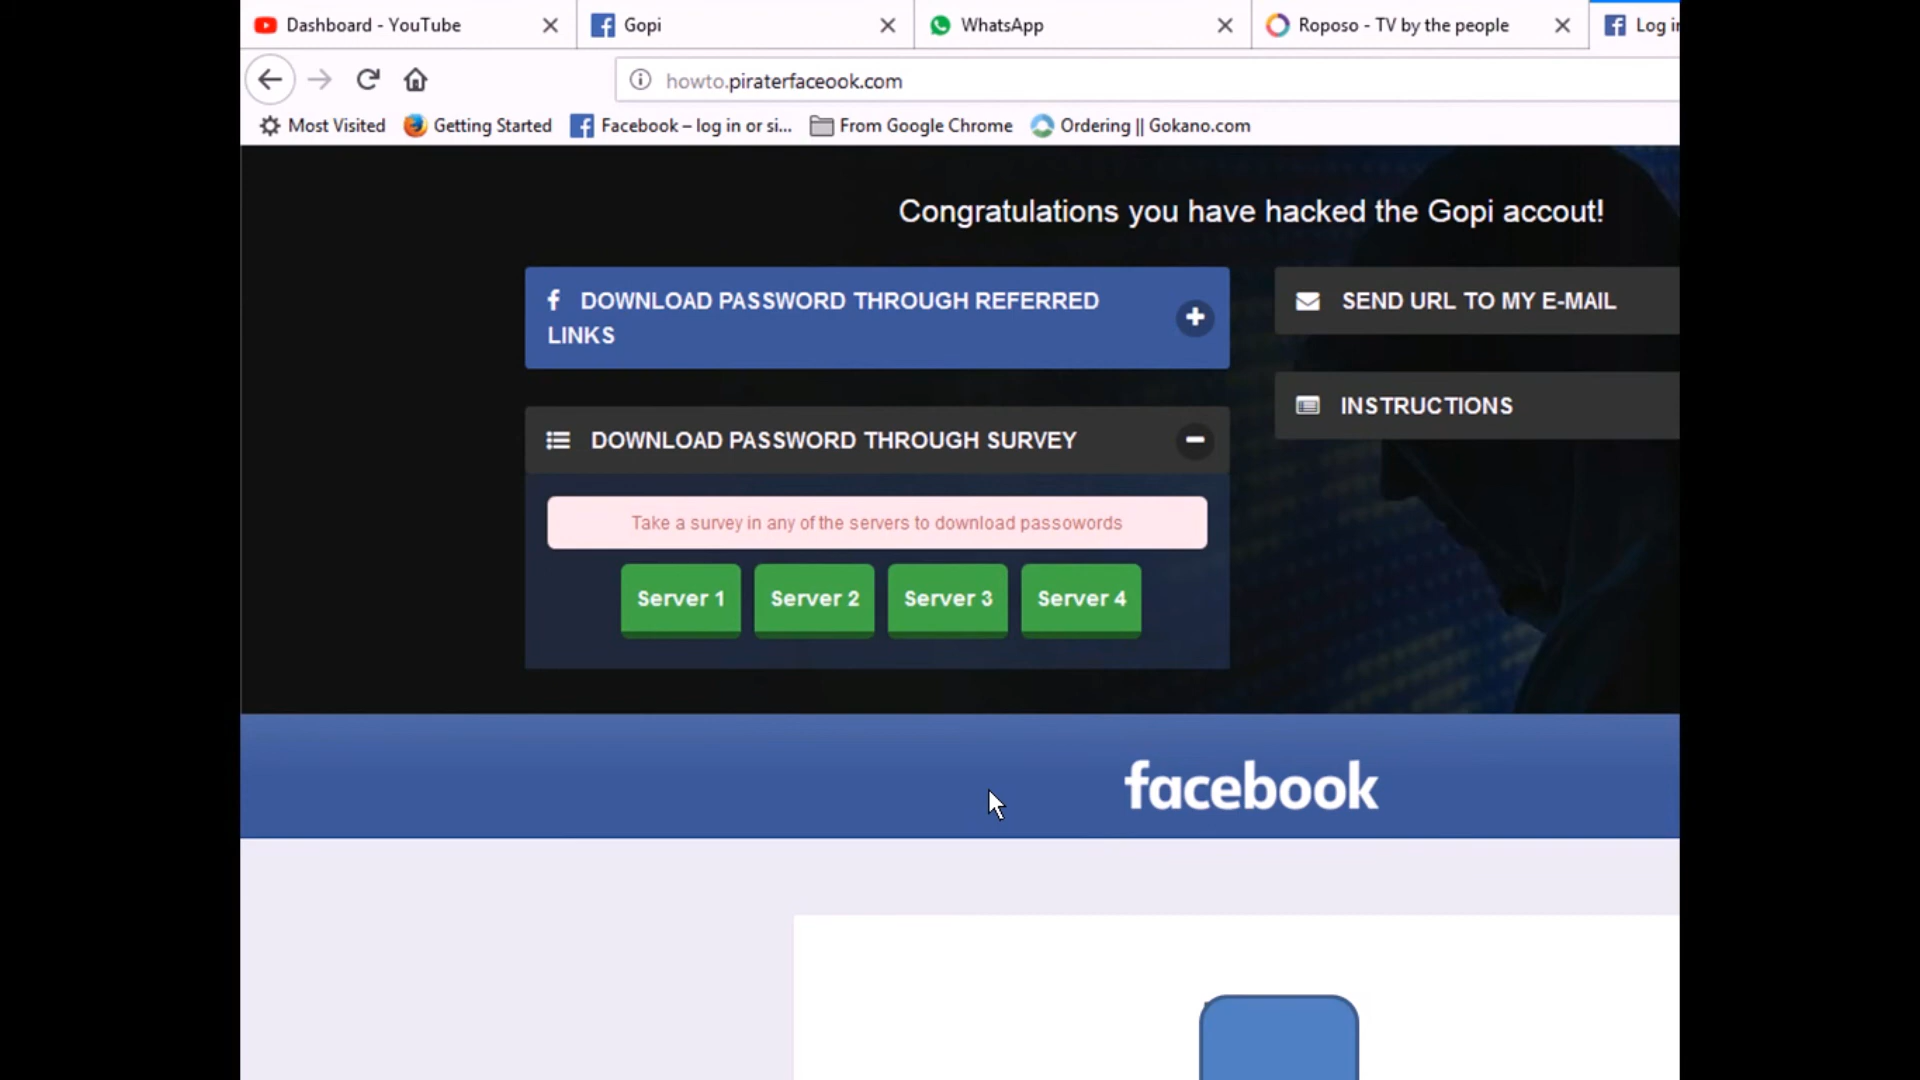 Dashboard - YouTube
Gopi
WhatsApp
Roposo - TV by the people
Log in
howto.piraterfaceook.com
Most Visited
Getting Started
Facebook – log in or si...
From Google Chrome
Ordering || Gokano.com
Congratulations you have hacked the Gopi accout!
DOWNLOAD PASSWORD THROUGH REFERRED
LINKS
SEND URL TO MY E-MAIL
INSTRUCTIONS
DOWNLOAD PASSWORD THROUGH SURVEY
Take a survey in any of the servers to download passowords
Server 1
Server 2
Server 3
Server 4
facebook